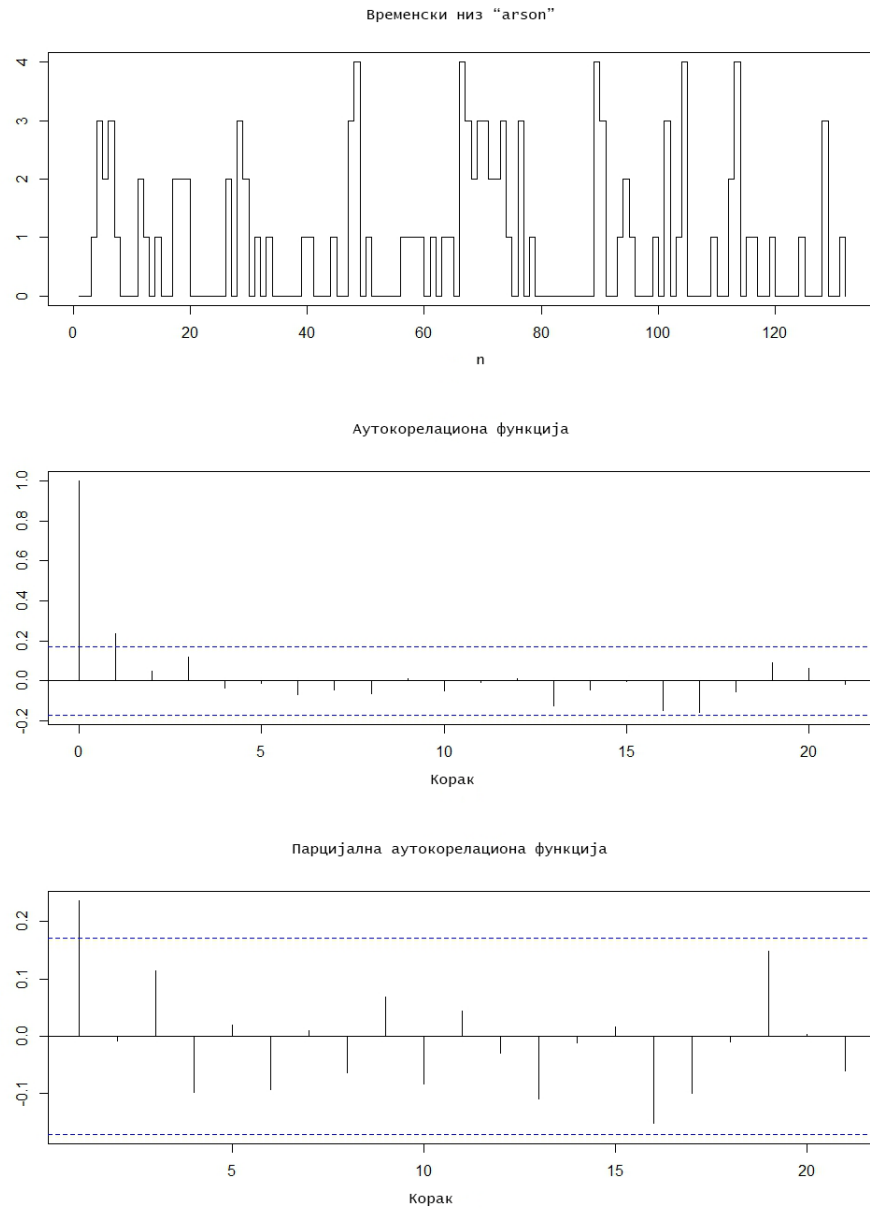 Временски низ “arson”
4
3
2
1
0
0 20 40 60 80 100 120
n
Аутокорелациона функција
1.0
0.8
0.6
0.4
0.2
0.0
-0.2
0 5 10 15 20
Корак
Парцијална аутокорелациона функција
0.2
0.1
0.0
-0.1
5 10 15 20
Корак